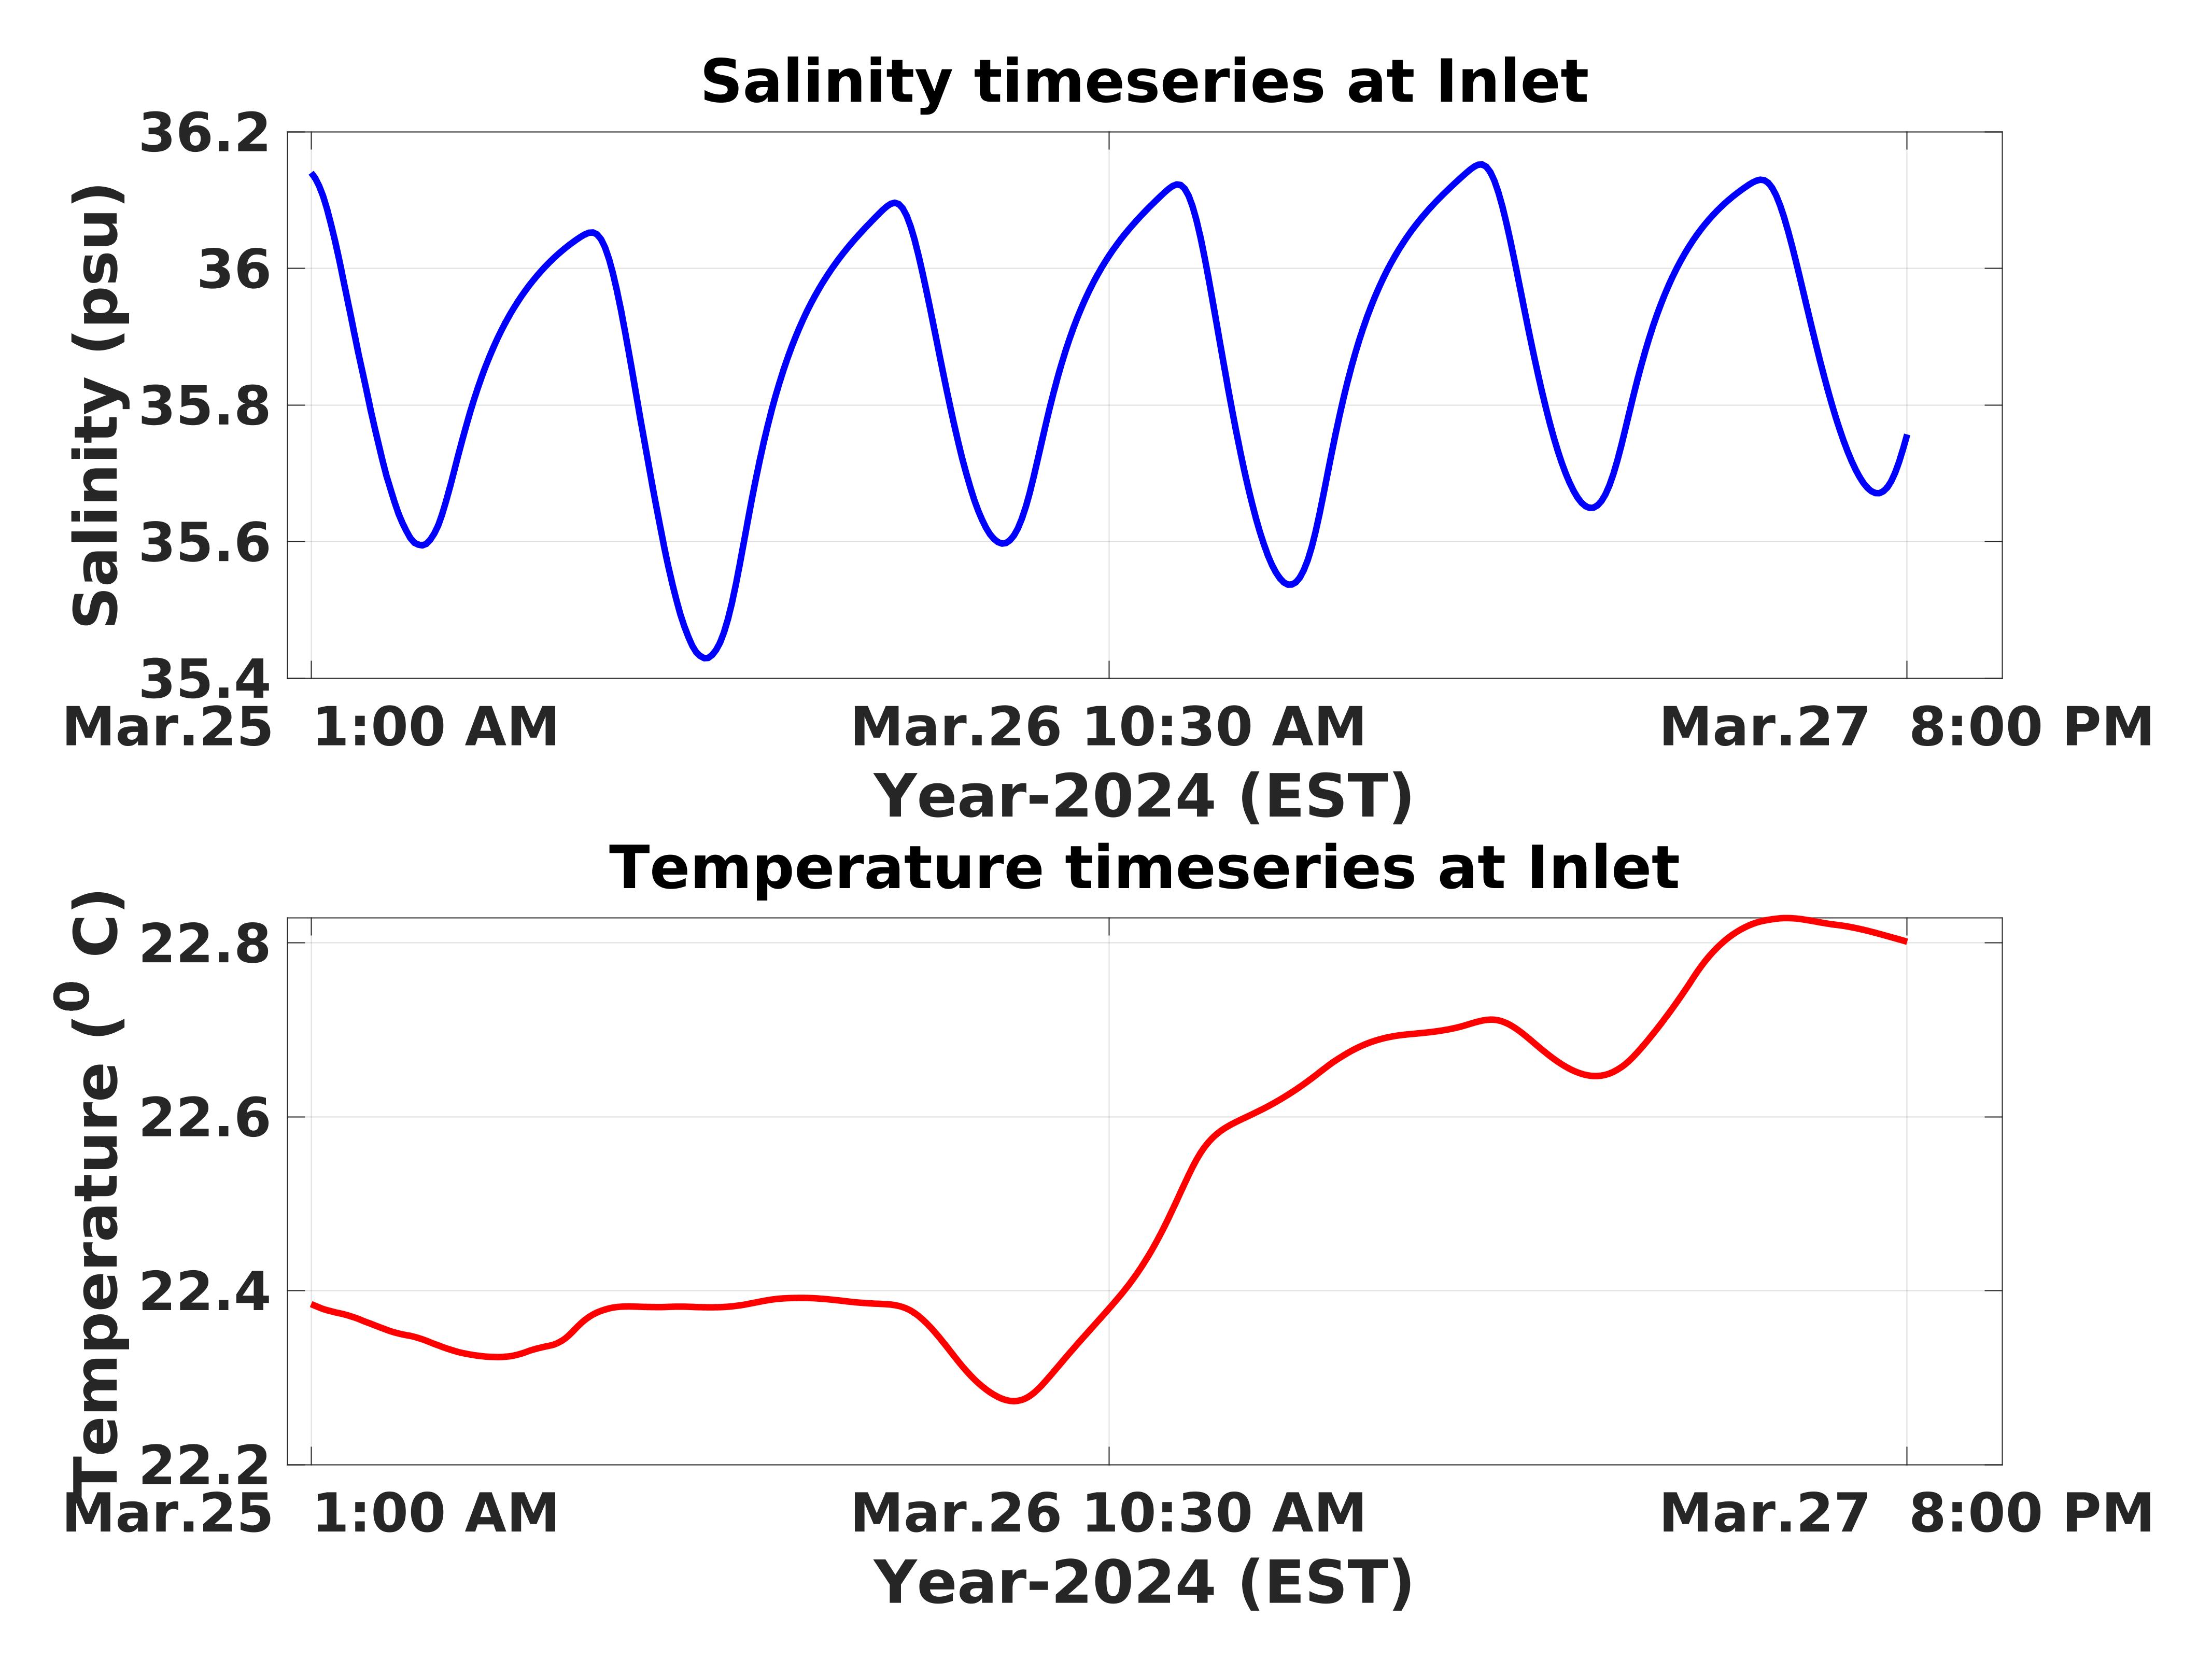 Salinity timeseries at Inlet
Salinity (psu)
36.2
36
35.8
35.6
35.4
Mar.25 1:00 AM Mar.26 10:30 AM Mar.27 8:00 PM
Year-2024 (EST)
Temperature timeseries at Inlet
Temperature (⁰ C)
22.8
22.6
22.4
22.2
Mar.25 1:00 AM Mar.26 10:30 AM Mar.27 8:00 PM
Year-2024 (EST)